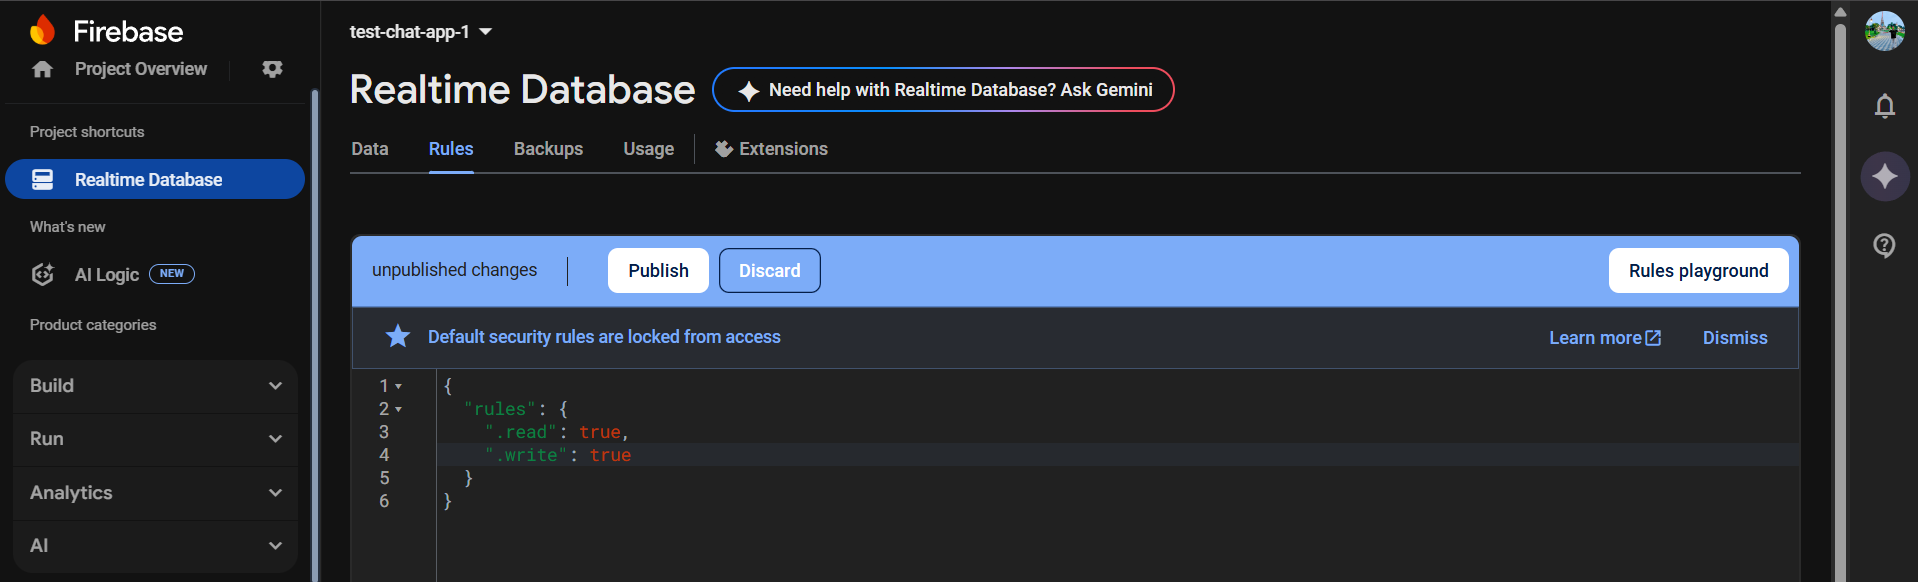 Firebase
Project Overview
Project shortcuts
Realtime Database
What's new
AI Logic NEW
Product categories
Build
Run
Analytics
AI
test-chat-app-1
Realtime Database
Need help with Realtime Database? Ask Gemini
Data Rules Backups Usage Extensions
unpublished changes Publish Discard Rules playground
Default security rules are locked from access Learn more Dismiss
1 {
2 "rules": {
3 ".read": true,
4 ".write": true
5 }
6 }